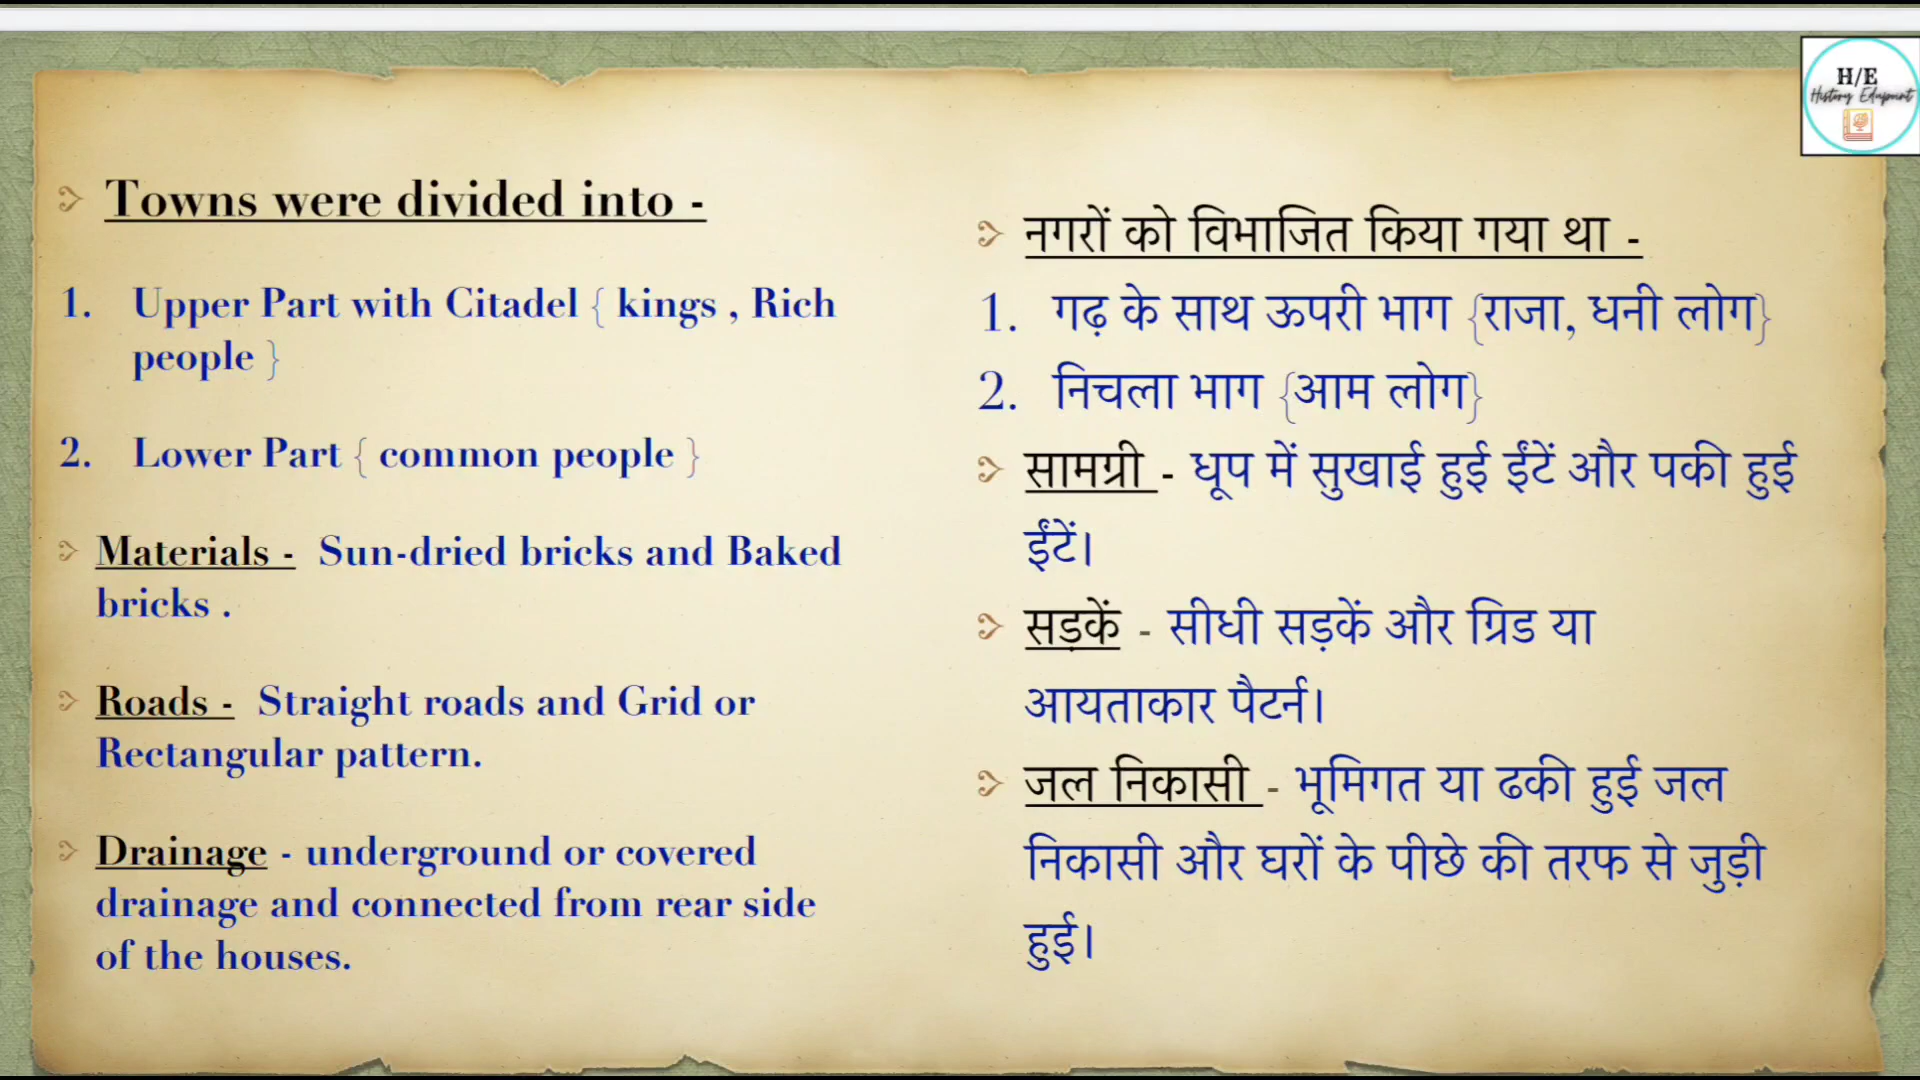 H/E
History Edupoint
Towns were divided into -
1. Upper Part with Citadel { kings , Rich
people }
2. Lower Part { common people }
Materials - Sun-dried bricks and Baked
bricks .
Roads - Straight roads and Grid or
Rectangular pattern.
Drainage - underground or covered
drainage and connected from rear side
of the houses.
नगरों को विभाजित किया गया था -
1. गढ़ के साथ ऊपरी भाग {राजा, धनी लोग}
2. निचला भाग {आम लोग}
सामग्री - धूप में सुखाई हुई ईंटें और पकी हुई
ईंटें।
सड़कें - सीधी सड़कें और ग्रिड या
आयताकार पैटर्न।
जल निकासी - भूमिगत या ढकी हुई जल
निकासी और घरों के पीछे की तरफ से जुड़ी
हुई।